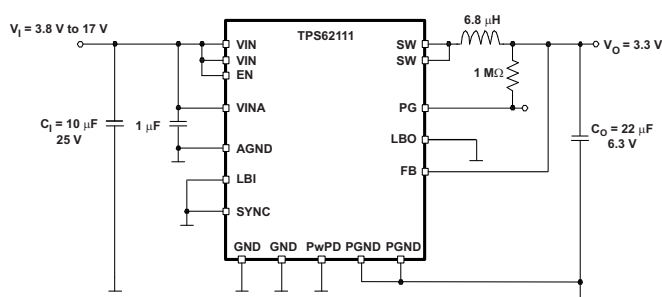 TPS62111
6.8 μH
V_I = 3.8 V to 17 V
VIN
SW
V_O = 3.3 V
VIN
SW
EN
1 MΩ
VINA
PG
C_I = 10 μF
25 V
1 μF
C_O = 22 μF
6.3 V
AGND
LBO
LBI
FB
SYNC
GND GND PwPD PGND PGND